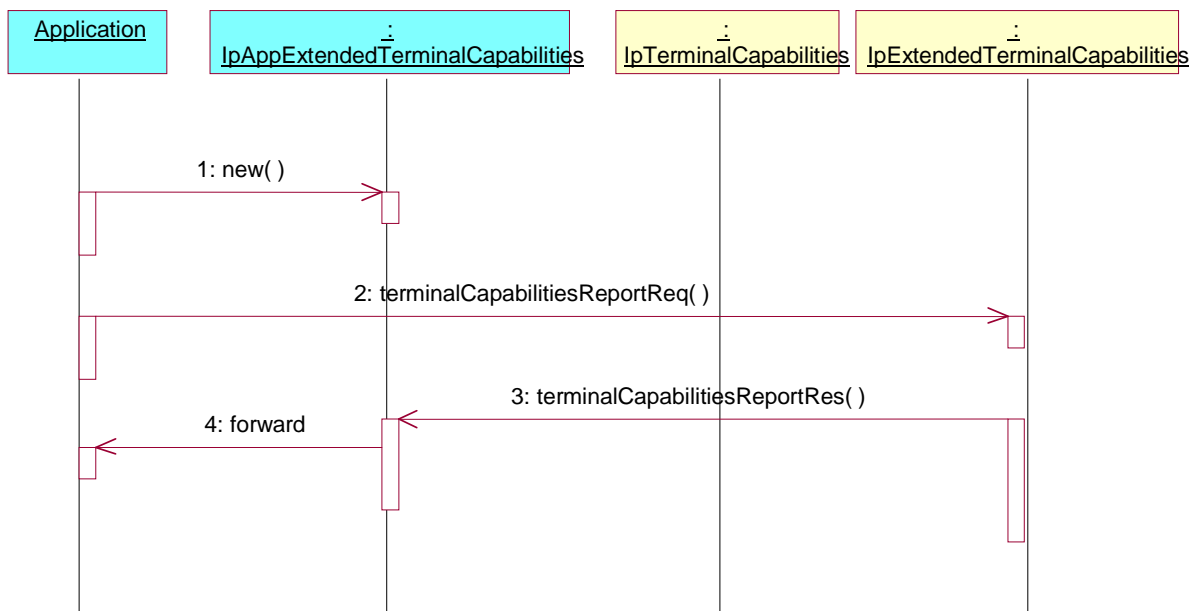 Application
:
IpAppExtendedTerminalCapabilities
:
IpTerminalCapabilities
:
IpExtendedTerminalCapabilities
1: new( )
2: terminalCapabilitiesReportReq( )
3: terminalCapabilitiesReportRes( )
4: forward